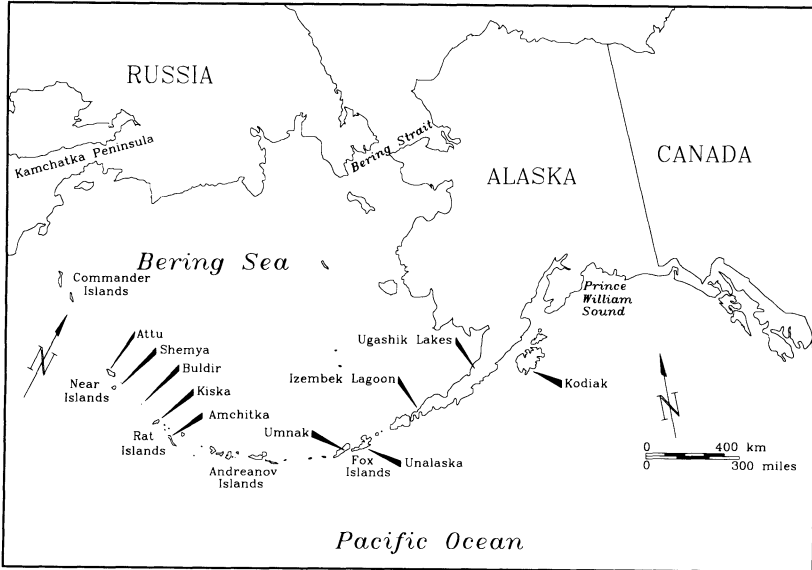 RUSSIA
Kamchatka Peninsula
Bering Strait
ALASKA
CANADA
Bering Sea
Commander
Islands
Prince
William
Sound
N
Attu
Shemya
Buldir
Near
Islands
Kiska
Rat
Islands
Amchitka
Andreanov
Islands
Umnak
Fox
Islands
Unalaska
Izembek Lagoon
Ugashik Lakes
Kodiak
N
0 400 km
0 300 miles
Pacific Ocean